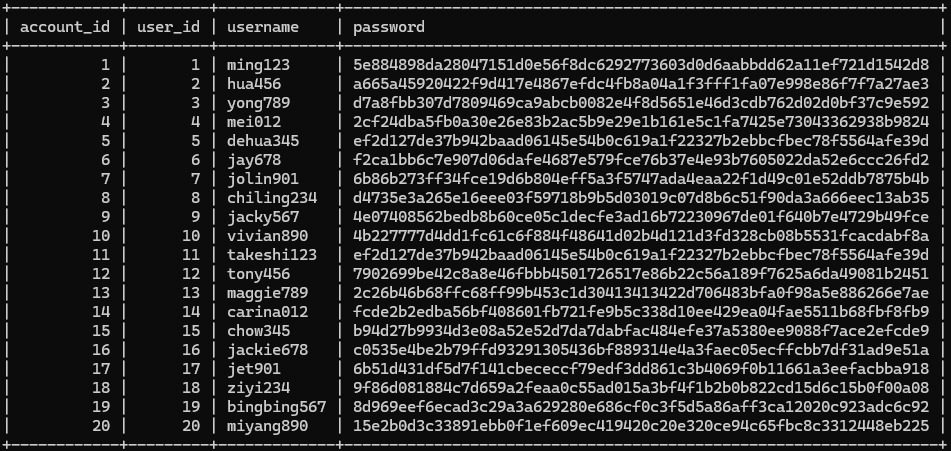 account_id | user_id | username | password
1 | 1 | ming123 | 5e884898da28047151d0e56f8dc6292773603d0d6aabbdd62a11ef721d1542d8
2 | 2 | hua456 | a665a45920422f9d417e4867efdc4fb8a04a1f3fff1fa07e998e86f7f7a27ae3
3 | 3 | yong789 | d7a8fbb307d7809469ca9abcb0082e4f8d5651e46d3cdb762d02d0bf37c9e592
4 | 4 | mei012 | 2cf24dba5fb0a30e26e83b2ac5b9e29e1b161e5c1fa7425e73043362938b9824
5 | 5 | dehua345 | ef2d127de37b942baad06145e54b0c619a1f22327b2ebbcfbec78f5564afe39d
6 | 6 | jay678 | f2ca1bb6c7e907d06dafe4687e579fce76b37e4e93b7605022da52e6ccc26fd2
7 | 7 | jolin901 | 6b86b273ff34fce19d6b804eff5a3f5747ada4eaa22f1d49c01e52ddb7875b4b
8 | 8 | chiling234 | d4735e3a265e16eee03f59718b9b5d03019c07d8b6c51f90da3a666eec13ab35
9 | 9 | jacky567 | 4e07408562bedb8b60ce05c1decfe3ad16b72230967de01f640b7e4729b49fce
10 | 10 | vivian890 | 4b227777d4dd1fc61c6f884f48641d02b4d121d3fd328cb08b5531fcacdabf8a
11 | 11 | takeshi123 | ef2d127de37b942baad06145e54b0c619a1f22327b2ebbcfbec78f5564afe39d
12 | 12 | tony456 | 7902699be42c8a8e46fbbb4501726517e86b22c56a189f7625a6da49081b2451
13 | 13 | maggie789 | 2c26b46b68ffc68ff99b453c1d30413413422d706483bfa0f98a5e886266e7ae
14 | 14 | carina012 | fcde2b2edba56bf408601fb721fe9b5c338d10ee429ea04fae5511b68fbf8fb9
15 | 15 | chow345 | b94d27b9934d3e08a52e52d7da7dabfac484efe37a5380ee9088f7ace2efcde9
16 | 16 | jackie678 | c0535e4be2b79ffd93291305436bf889314e4a3faec05ecffcbb7df31ad9e51a
17 | 17 | jet901 | 6b51d431df5d7f141cbececcf79edf3dd861c3b4069f0b11661a3eefacbba918
18 | 18 | ziyi234 | 9f86d081884c7d659a2feaa0c55ad015a3bf4f1b2b0b822cd15d6c15b0f00a08
19 | 19 | bingbing567 | 8d969eef6ecad3c29a3a629280e686cf0c3f5d5a86aff3ca12020c923adc6c92
20 | 20 | miyang890 | 15e2b0d3c33891ebb0f1ef609ec419420c20e320ce94c65fbc8c3312448eb225